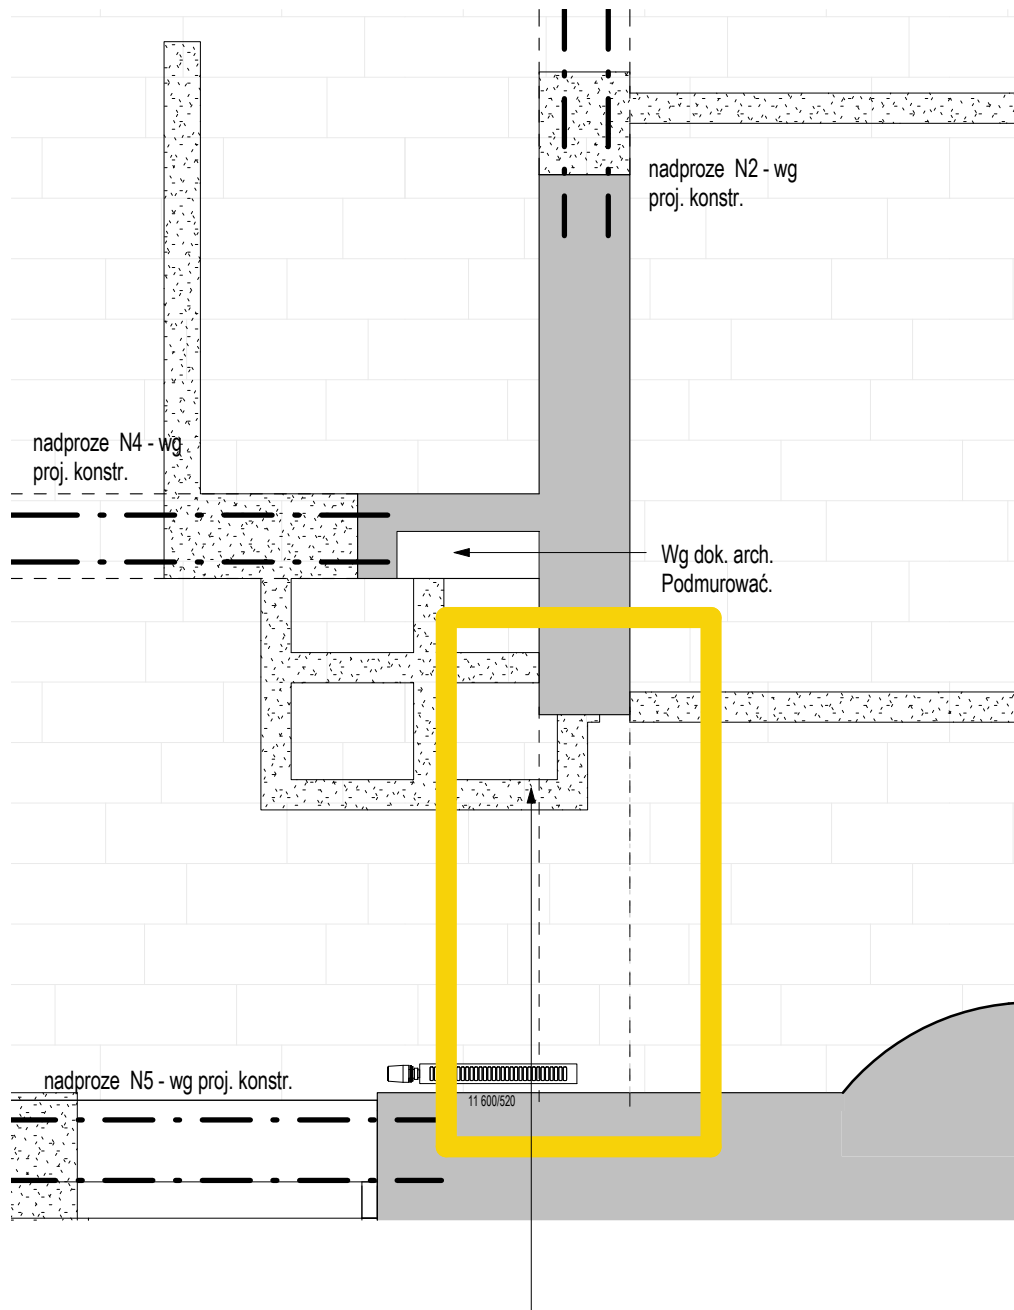 nadproze N2 - wg
proj. konstr.
nadproze N4 - wg
proj. konstr.
Wg dok. arch.
Podmurować.
nadproze N5 - wg proj. konstr.
11 600/520